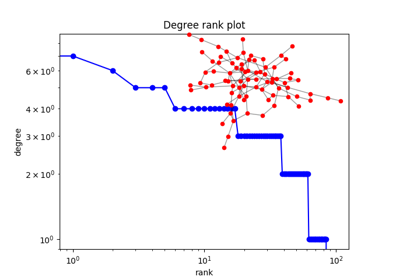 Degree rank plot
degree
6 × 10⁰
4 × 10⁰
3 × 10⁰
2 × 10⁰
10⁰
10⁰ 10¹ 10²
rank